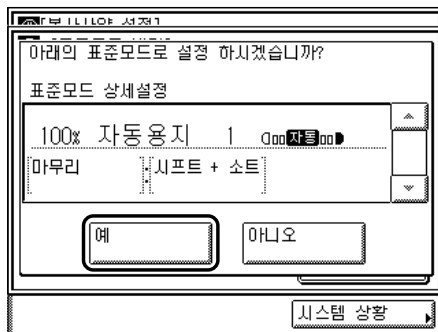 아래의 표준모드로 설정 하시겠습니까?
표준모드 상세설정
100% 자동용지 1 자동
마무리 : 시프트 + 소트
예 아니오
시스템 상황